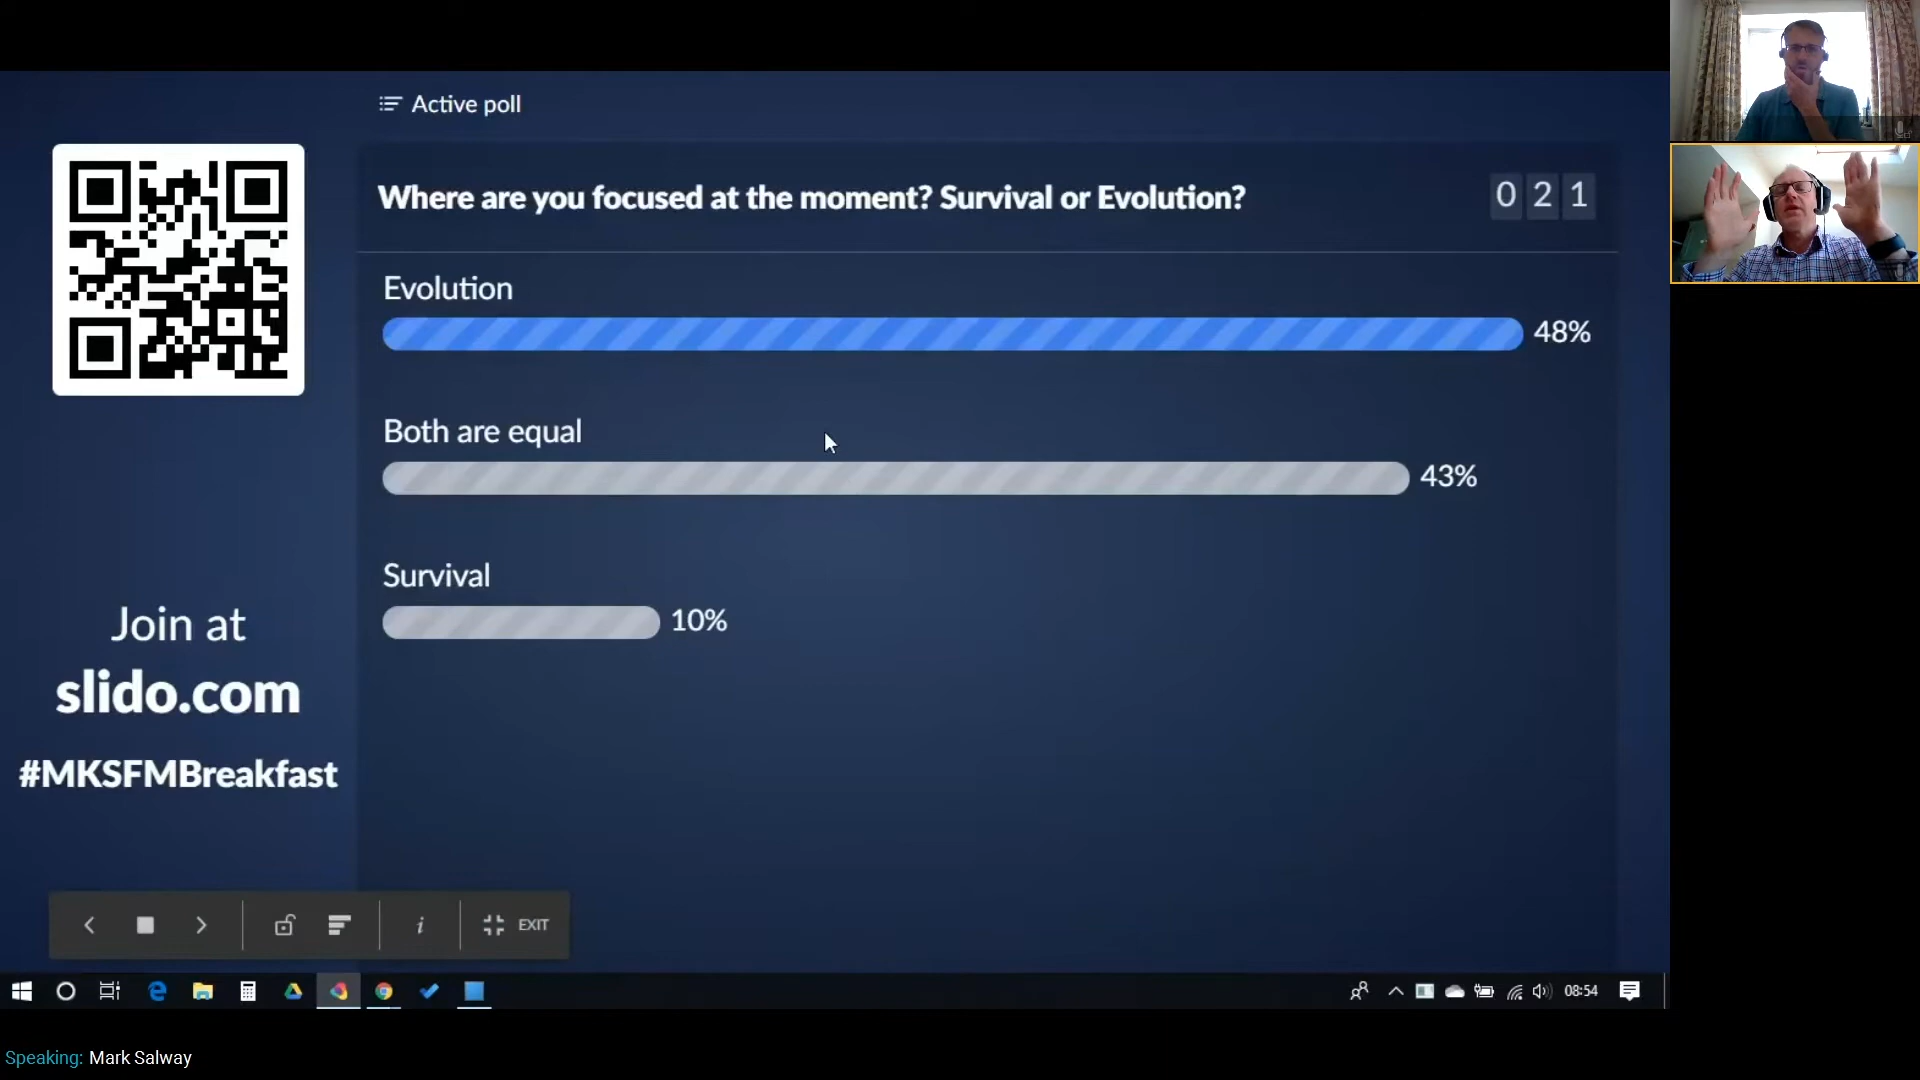 Active poll
Where are you focused at the moment? Survival or Evolution?
0 2 1
Evolution
48%
Both are equal
43%
Survival
10%
Join at
slido.com
#MKSFMBreakfast
i
EXIT
08:54
Speaking: Mark Salway